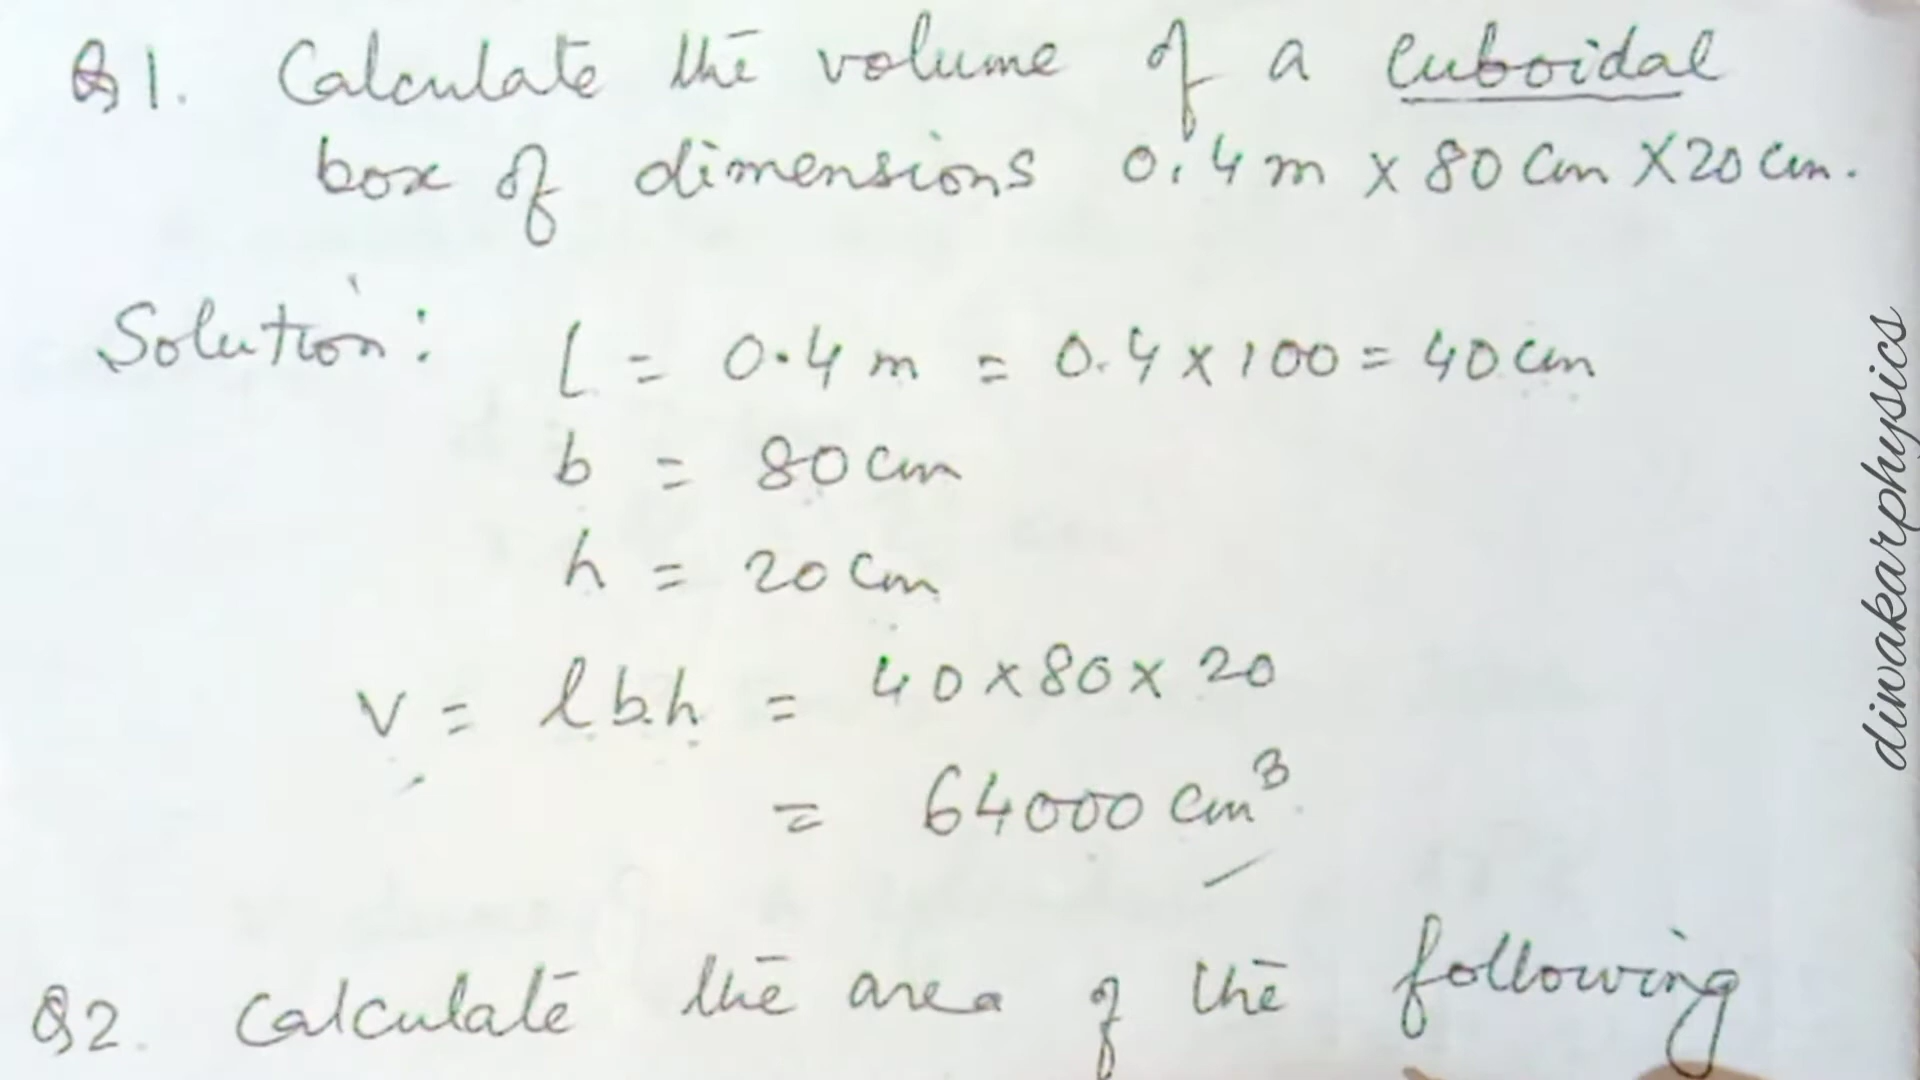 Q1. Calculate the volume of a cuboidal
box of dimensions 0.4 m × 80 cm × 20 cm.
Solution: l = 0.4 m = 0.4 × 100 = 40 cm
b = 80 cm
h = 20 cm
V = l b.h = 40 × 80 × 20
= 64000 cm³
Q2. Calculate the area of the following
diwakarphysics